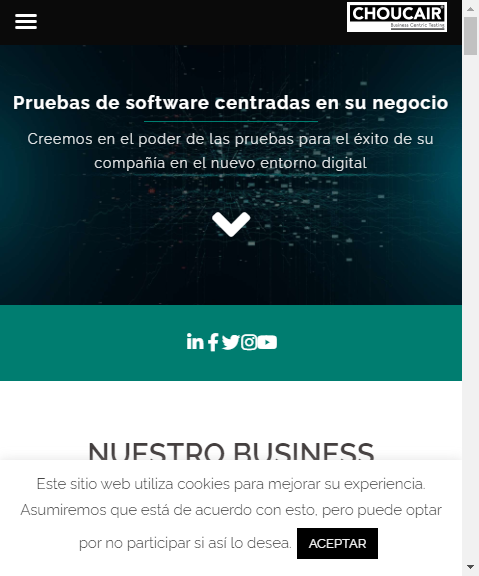 CHOUCAIR
Business Centric Testing
Pruebas de software centradas en su negocio
Creemos en el poder de las pruebas para el éxito de su
compañía en el nuevo entorno digital
NUESTRO BUSINESS
Este sitio web utiliza cookies para mejorar su experiencia.
Asumiremos que está de acuerdo con esto, pero puede optar
por no participar si así lo desea. ACEPTAR